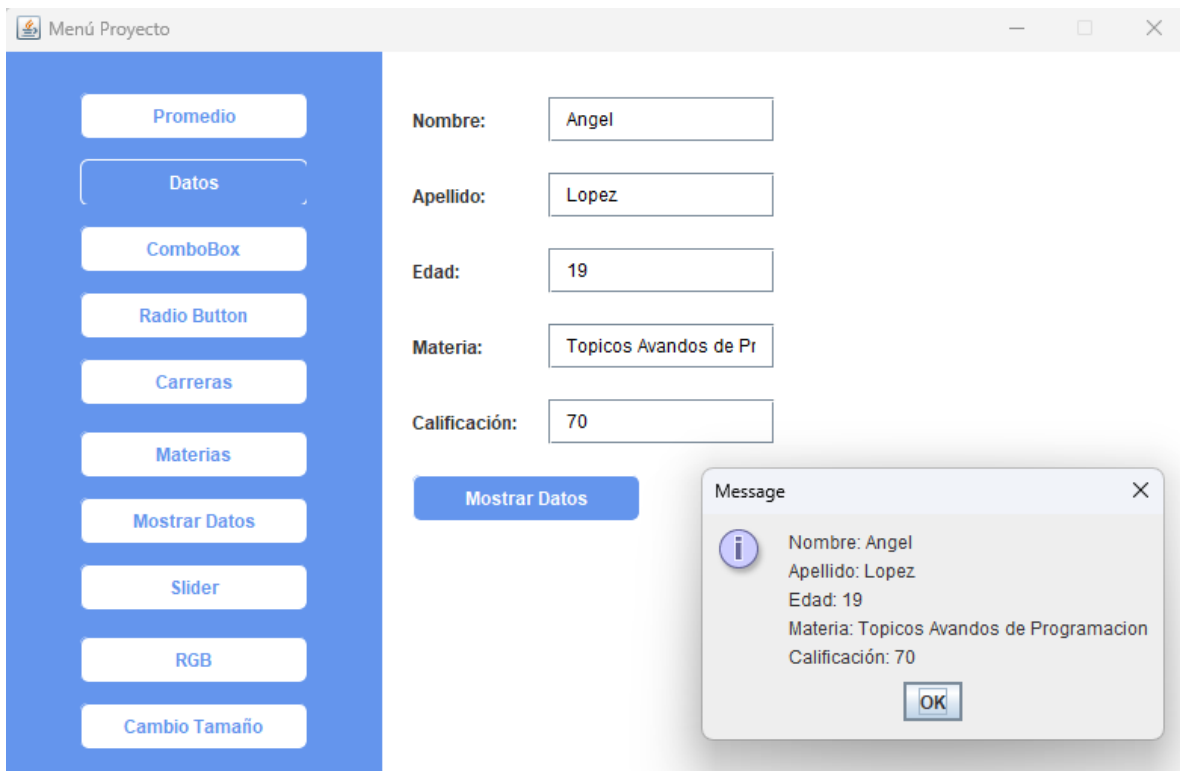 Menú Proyecto
Promedio
Datos
ComboBox
Radio Button
Carreras
Materias
Mostrar Datos
Slider
RGB
Cambio Tamaño
Nombre: Angel
Apellido: Lopez
Edad: 19
Materia: Topicos Avandos de Pr
Calificación: 70
Mostrar Datos
Message
Nombre: Angel
Apellido: Lopez
Edad: 19
Materia: Topicos Avandos de Programacion
Calificación: 70
OK